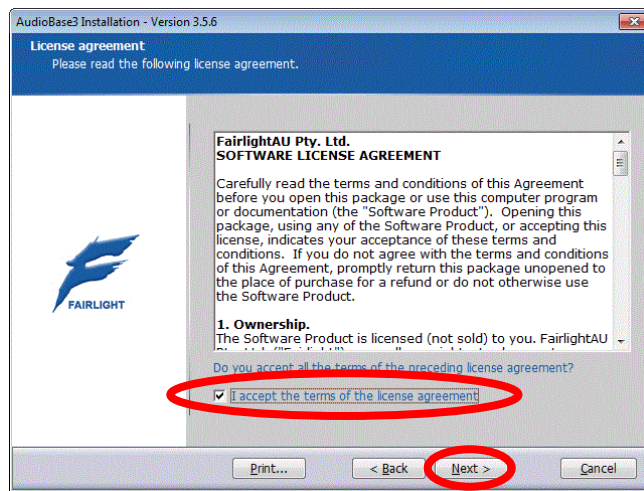 AudioBase3 Installation - Version 3.5.6
License agreement
Please read the following license agreement.
FairlightAU Pty. Ltd.
SOFTWARE LICENSE AGREEMENT
Carefully read the terms and conditions of this Agreement
before you open this package or use this computer program
or documentation (the "Software Product"). Opening this
package, using any of the Software Product, or accepting this
license, indicates your acceptance of these terms and
conditions. If you do not agree with the terms and conditions
of this Agreement, promptly return this package unopened to
the place of purchase for a refund or do not otherwise use
the Software Product.
1. Ownership.
The Software Product is licensed (not sold) to you. FairlightAU
FAIRLIGHT
Do you accept all the terms of the preceding license agreement?
I accept the terms of the license agreement
Print...
< Back
Next >
Cancel